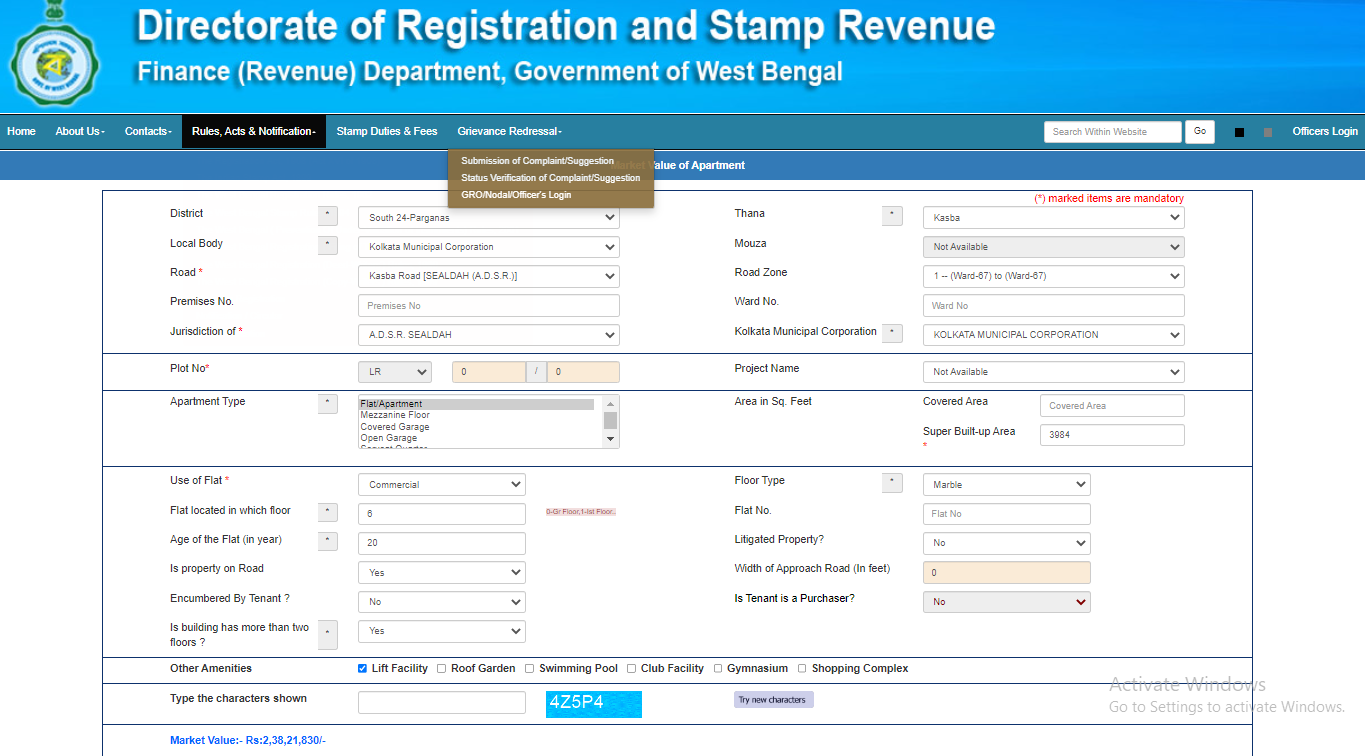 Directorate of Registration and Stamp Revenue
Finance (Revenue) Department, Government of West Bengal
Home About Us- Contacts- Rules, Acts & Notification- Stamp Duties & Fees Grievance Redressal- Search Within Website Go Officers Login
Market Value of Apartment
Submission of Complaint/Suggestion
Status Verification of Complaint/Suggestion
GRO/Nodal/Officer's Login
(*) marked items are mandatory
District * South 24-Parganas Thana * Kasba
Local Body * Kolkata Municipal Corporation Mouza Not Available
Road * Kasba Road [SEALDAH (A.D.S.R.)] Road Zone 1 -- (Ward-67) to (Ward-67)
Premises No. Premises No Ward No. Ward No
Jurisdiction of * A.D.S.R. SEALDAH Kolkata Municipal Corporation * KOLKATA MUNICIPAL CORPORATION
Plot No* LR 0 / 0 Project Name Not Available
Apartment Type * Flat/Apartment Area in Sq. Feet Covered Area Covered Area
Mezzanine Floor
Covered Garage
Open Garage
Servant Quarter
Super Built-up Area * 3984
Use of Flat * Commercial Floor Type * Marble
Flat located in which floor * 6 0-Gr Floor,1-Ist Floor.. Flat No. Flat No
Age of the Flat (in year) * 20 Litigated Property? No
Is property on Road Yes Width of Approach Road (In feet) 0
Encumbered By Tenant ? No Is Tenant is a Purchaser? No
Is building has more than two floors ? * Yes
Other Amenities Lift Facility Roof Garden Swimming Pool Club Facility Gymnasium Shopping Complex
Type the characters shown 4Z5P4 Try new characters
Activate Windows
Go to Settings to activate Windows.
Market Value:- Rs:2,38,21,830/-